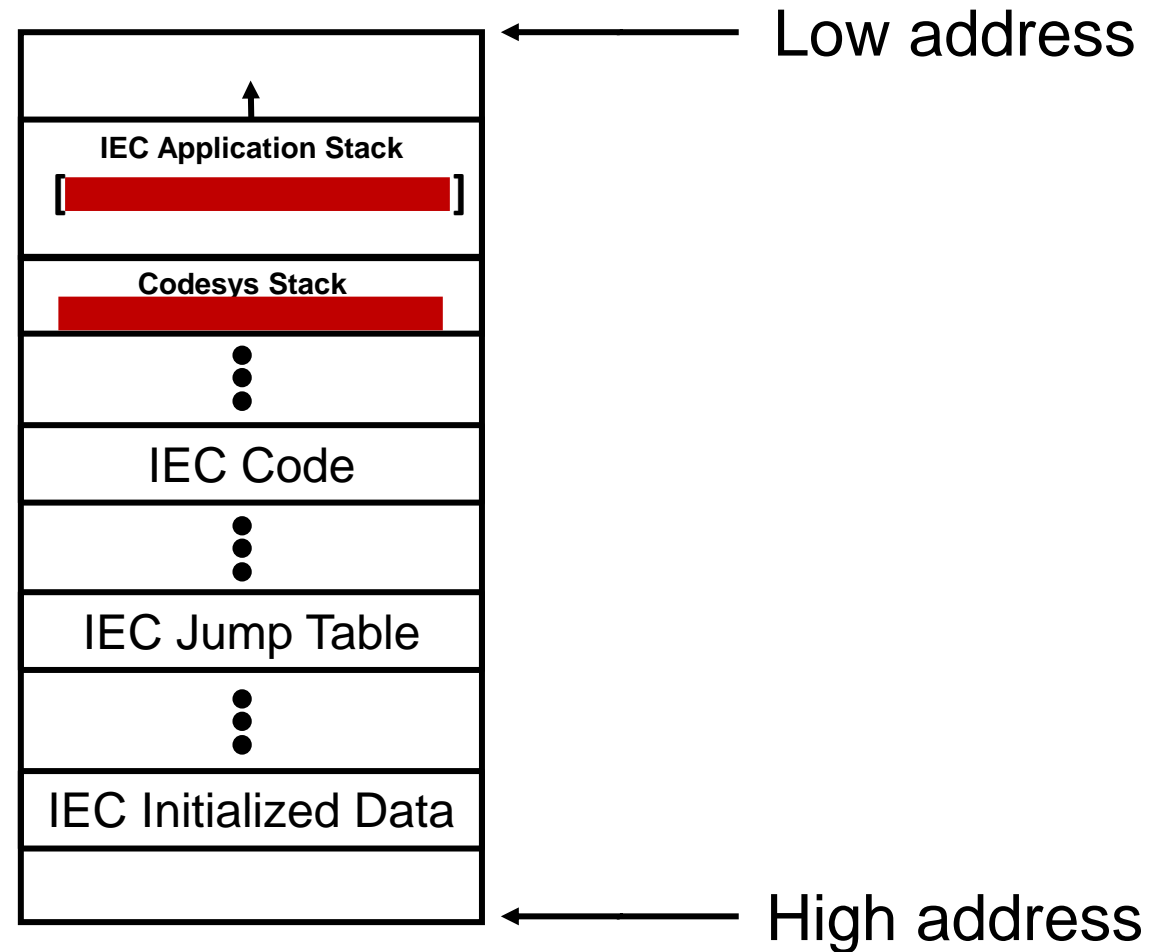 Low address
IEC Application Stack
[ ]
Codesys Stack
IEC Code
IEC Jump Table
IEC Initialized Data
High address